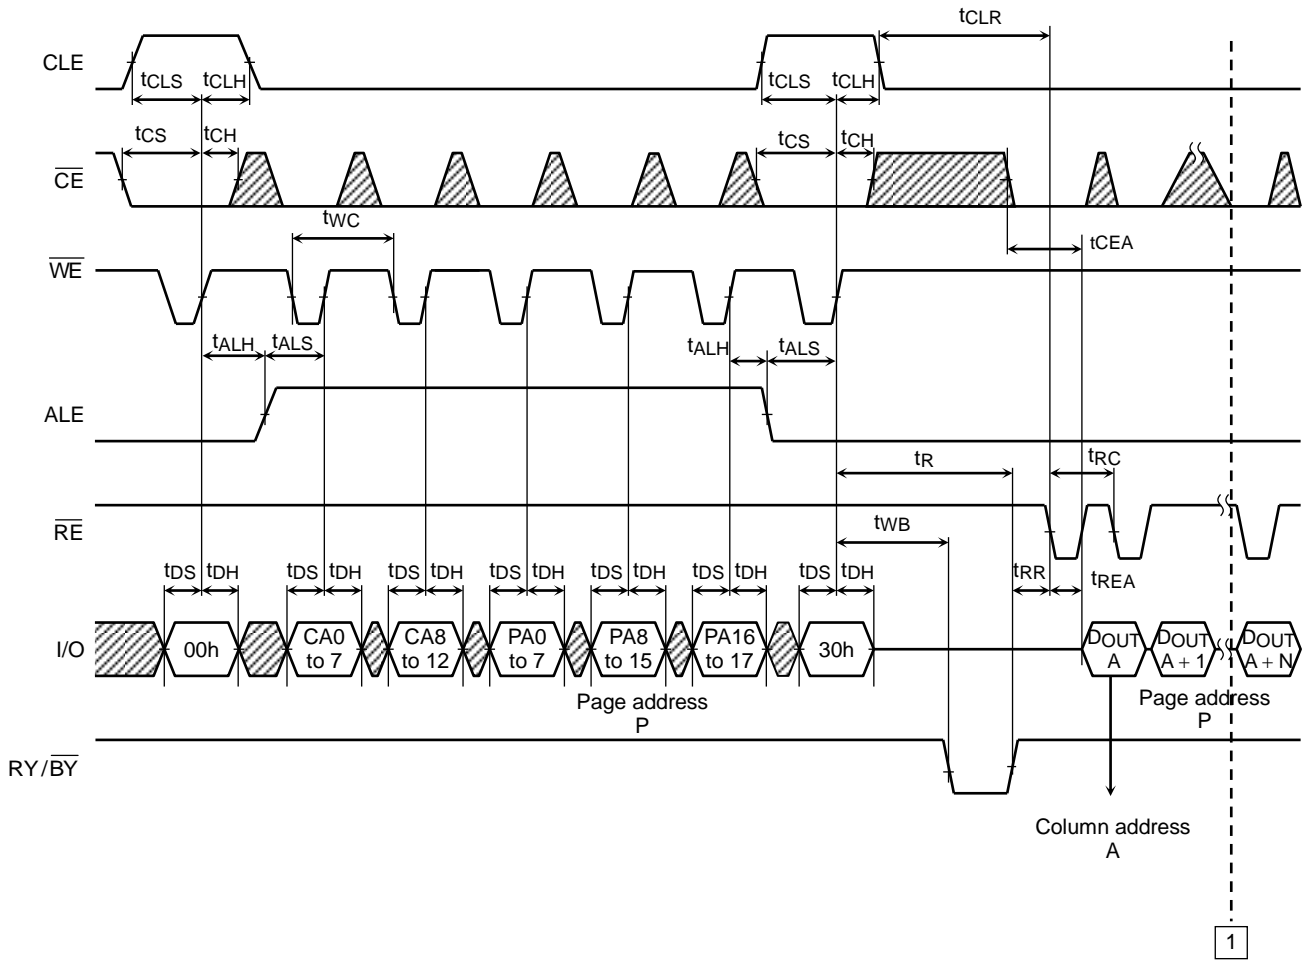 tCLR
CLE
tCLS tCLH tCLS tCLH
tCS tCH tCS tCH
CE
tWC
tCEA
WE
tALH tALS tALH tALS
ALE
tR tRC
RE
tWB
tDS tDH tDS tDH tDS tDH tDS tDH tDS tDH tDS tDH tDS tDH tRR tREA
I/O 00h CA0 to 7 CA8 to 12 PA0 to 7 PA8 to 15 PA16 to 17 30h DOUT A DOUT A + 1 DOUT A + N
Page address P
Page address P
RY/BY
Column address
A
1